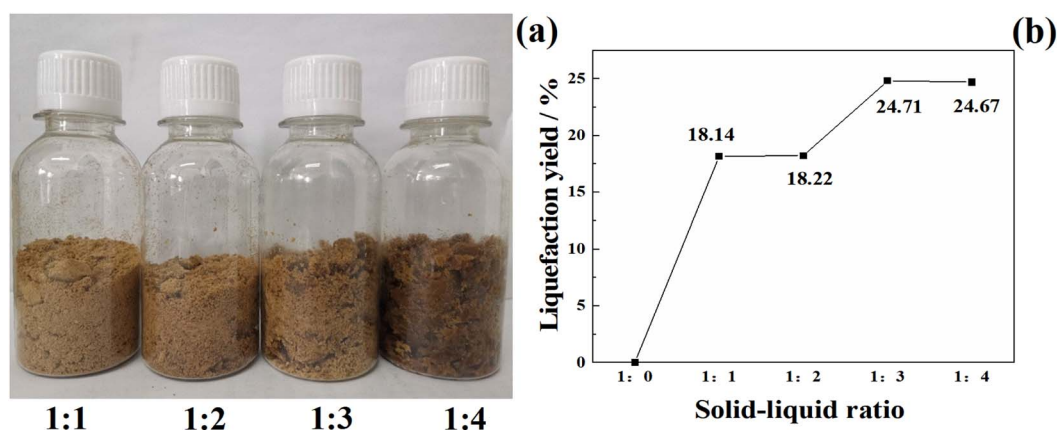 (a)
1:1 1:2 1:3 1:4
(b)
Liquefaction yield / %
25
20
15
10
5
0
18.14
18.22
24.71
24.67
1: 0 1: 1 1: 2 1: 3 1: 4
Solid-liquid ratio